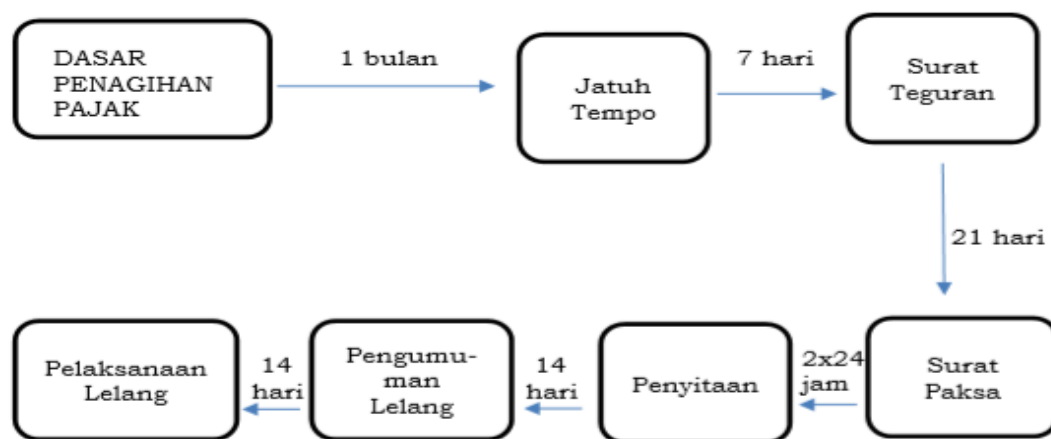 DASAR
PENAGIHAN
PAJAK
1 bulan
Jatuh
Tempo
7 hari
Surat
Teguran
21 hari
Surat
Paksa
2x24
jam
Penyitaan
14
hari
Pengumu-
man
Lelang
14
hari
Pelaksanaan
Lelang